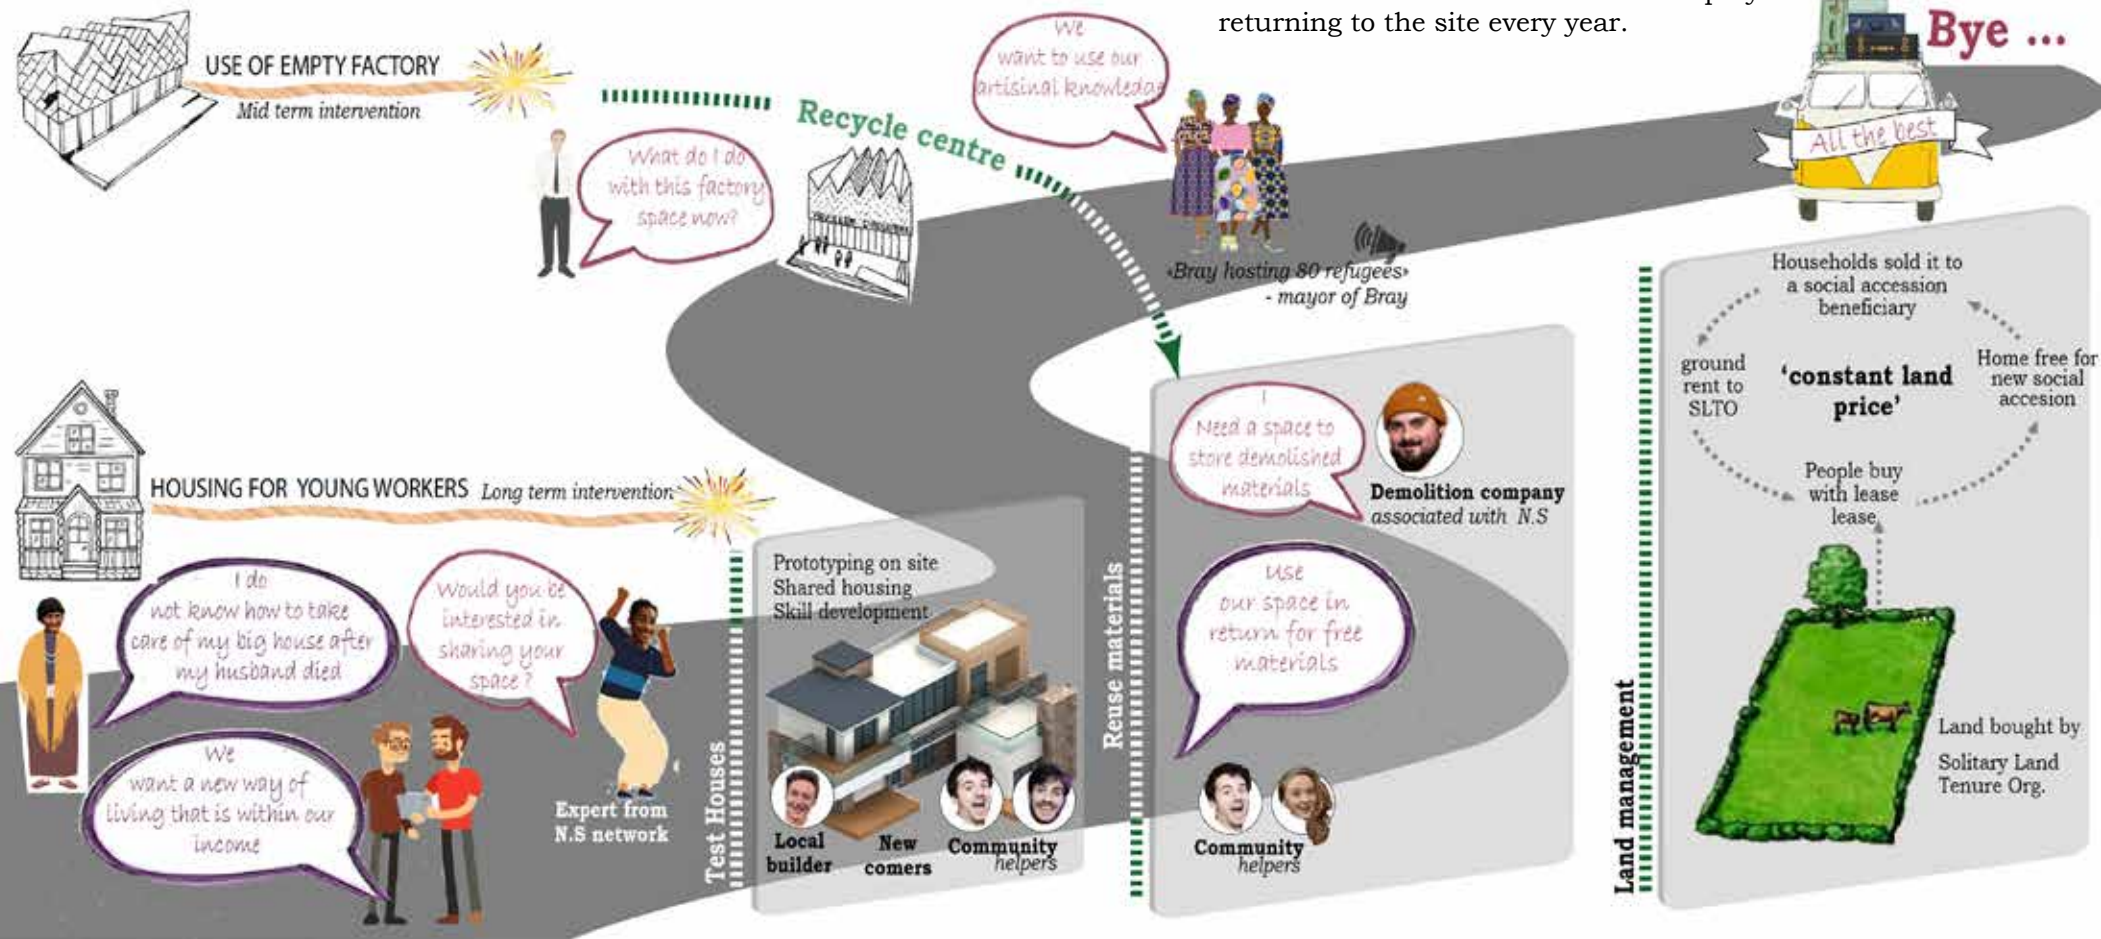 returning to the site every year.
Bye ...
All the best
USE OF EMPTY FACTORY
Mid term intervention
What do I do
with this factory
space now?
Recycle centre
We
want to use our
artisinal knowledge
«Bray hosting 80 refugees»
- mayor of Bray
HOUSING FOR YOUNG WORKERS Long term intervention
I do
not know how to take
care of my big house after
my husband died
Would you be
interested in
sharing your
space ?
We
want a new way of
living that is within our
income
Expert from
N.S network
Test Houses
Prototyping on site
Shared housing
Skill development
Local
builder
New
comers
Community
helpers
Reuse materials
I
Need a space to
store demolished
materials
Demolition company
associated with N.S
Use
our space in
return for free
materials
Community
helpers
Land management
Households sold it to
a social accession
beneficiary
ground
rent to
SLTO
'constant land
price'
Home free for
new social
accesion
People buy
with lease
lease
Land bought by
Solitary Land
Tenure Org.